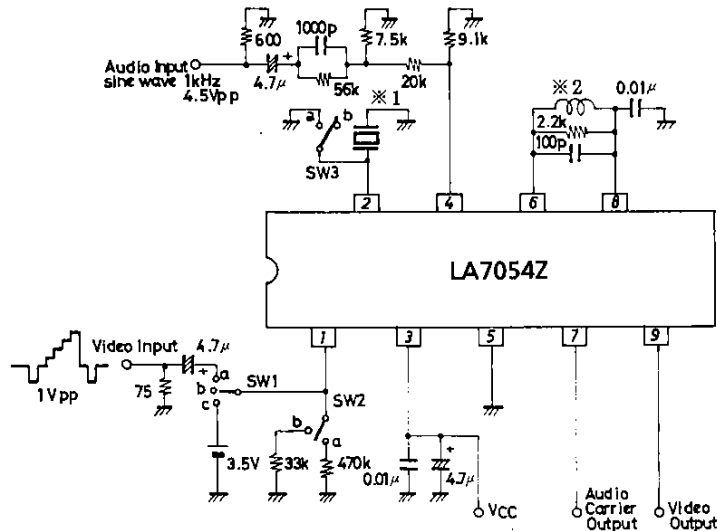 1000p
600
7.5k
9.1k
Audio Input
sine wave 1kHz
4.5Vpp
+
4.7μ
56k
20k
※1
※2
0.01μ
2.2k
100p
a b
SW3
2 4 6 8
LA7054Z
1 3 5 7 9
Video Input
4.7μ
+
1Vpp
75
a
b
c
SW1
SW2
b
a
3.5V
33k
470k
0.01μ
+
4.7μ
VCC
Audio
Carrier
Output
Video
Output